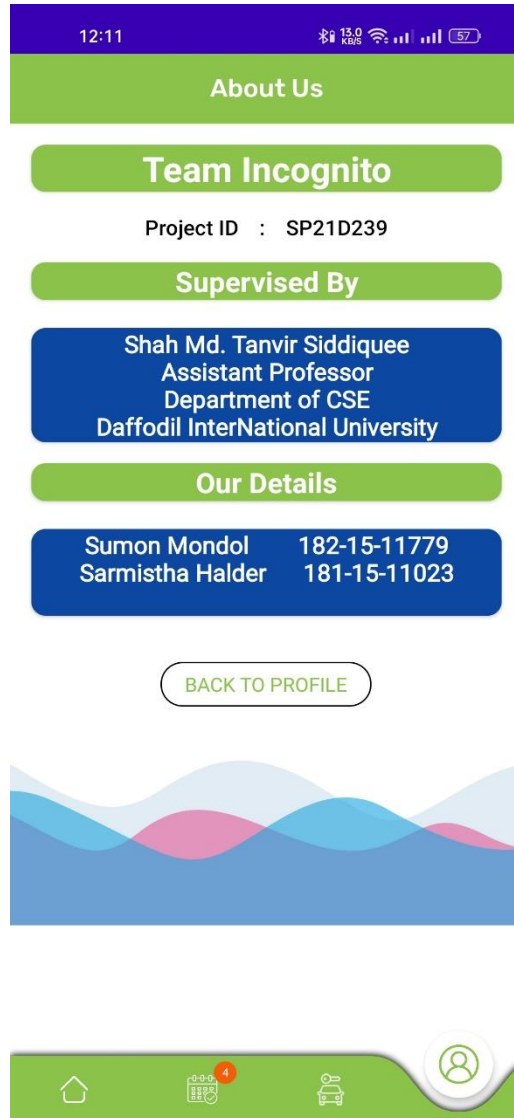 12:11 13.0 KB/S 57
About Us
Team Incognito
Project ID : SP21D239
Supervised By
Shah Md. Tanvir Siddiquee
Assistant Professor
Department of CSE
Daffodil InterNational University
Our Details
Sumon Mondol 182-15-11779
Sarmistha Halder 181-15-11023
BACK TO PROFILE
4